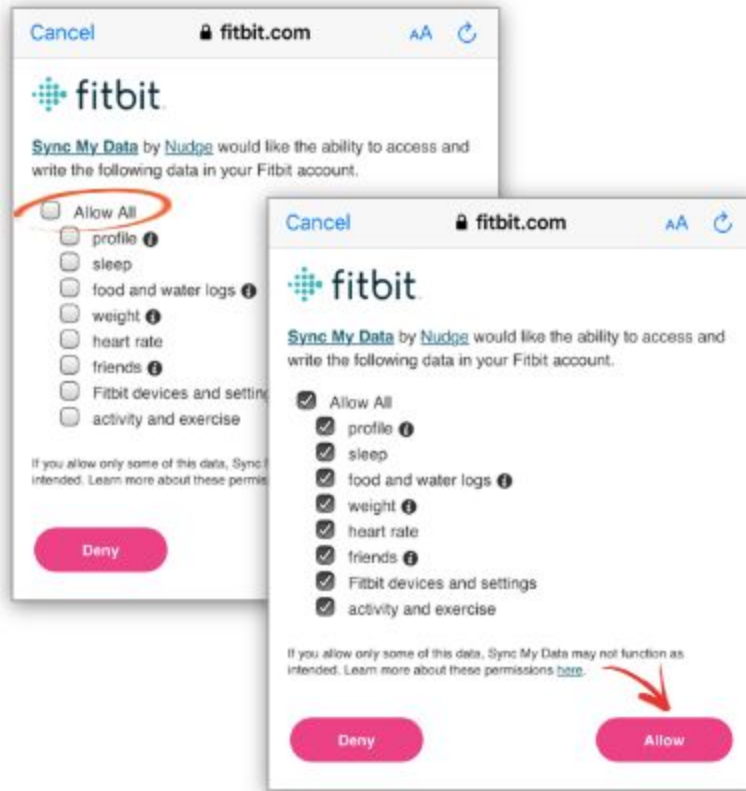 Cancel
fitbit.com
AA
fitbit
Sync My Data by Nudge would like the ability to access and
write the following data in your Fitbit account.
Allow All
profile
sleep
food and water logs
weight
heart rate
friends
Fitbit devices and
activity and exercise
If you allow only some of this data, Sync
intended. Learn more about these
Deny
Cancel
fitbit.com
AA
fitbit
Sync My Data by Nudge would like the ability to access and
write the following data in your Fitbit account.
Allow All
profile
sleep
food and water logs
weight
heart rate
friends
Fitbit devices and settings
activity and exercise
If you allow only some of this data, Sync My Data may not function as
intended. Learn more about these permissions here.
Deny
Allow